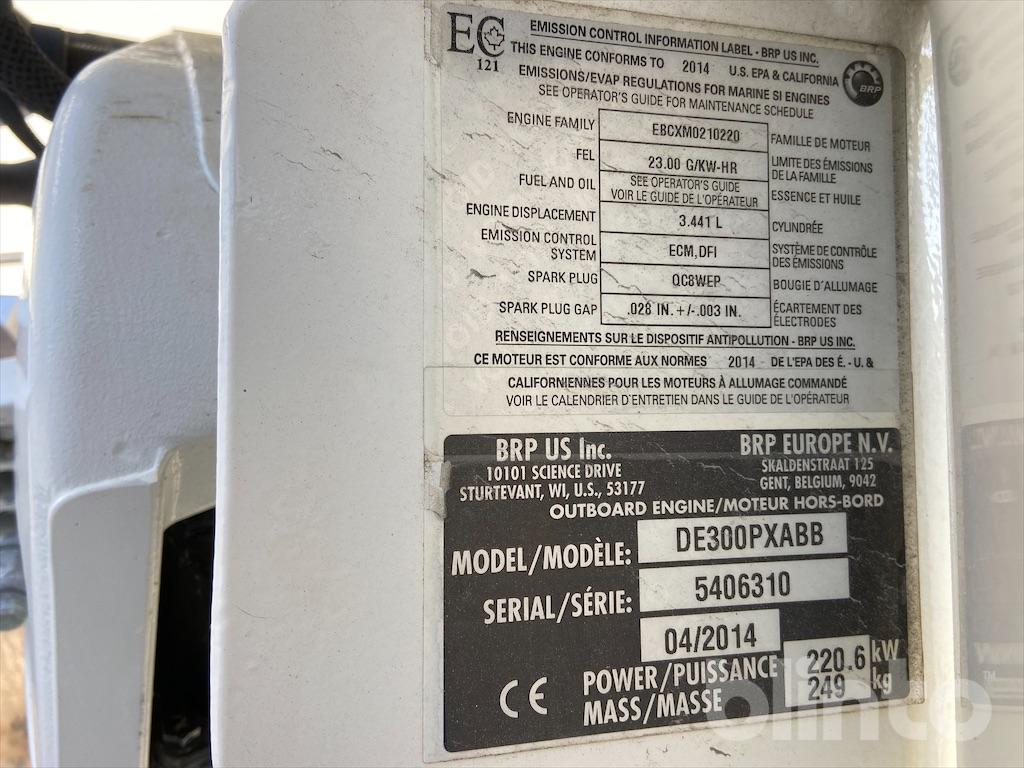 EC
121
EMISSION CONTROL INFORMATION LABEL - BRP US INC.
THIS ENGINE CONFORMS TO 2014 U.S. EPA & CALIFORNIA
EMISSIONS/EVAP REGULATIONS FOR MARINE SI ENGINES
SEE OPERATOR'S GUIDE FOR MAINTENANCE SCHEDULE
BRP
ENGINE FAMILY EBCXM0210220 FAMILLE DE MOTEUR
FEL 23.00 G/KW-HR LIMITE DES ÉMISSIONS
DE LA FAMILLE
FUEL AND OIL SEE OPERATOR'S GUIDE ESSENCE ET HUILE
VOIR LE GUIDE DE L'OPÉRATEUR
ENGINE DISPLACEMENT 3.441 L CYLINDRÉE
EMISSION CONTROL ECM,DFI SYSTÈME DE CONTRÔLE
SYSTEM DES ÉMISSIONS
SPARK PLUG QC8WEP BOUGIE D'ALLUMAGE
SPARK PLUG GAP .028 IN. +/-.003 IN. ÉCARTEMENT DES
ÉLECTRODES
RENSEIGNEMENTS SUR LE DISPOSITIF ANTIPOLLUTION - BRP US INC.
CE MOTEUR EST CONFORME AUX NORMES 2014 DE L'EPA DES É. - U. &
CALIFORNIENNES POUR LES MOTEURS À ALLUMAGE COMMANDÉ
VOIR LE CALENDRIER D'ENTRETIEN DANS LE GUIDE DE L'OPÉRATEUR
BRP US Inc.
10101 SCIENCE DRIVE
STURTEVANT, WI, U.S., 53177
BRP EUROPE N.V.
SKALDENSTRAAT 125
GENT, BELGIUM, 9042
OUTBOARD ENGINE/MOTEUR HORS-BORD
MODEL/MODÈLE: DE300PXABB
SERIAL/SÉRIE: 5406310
04/2014
CE
POWER/PUISSANCE 220.6 kW
MASS/MASSE 249 kg
olinto